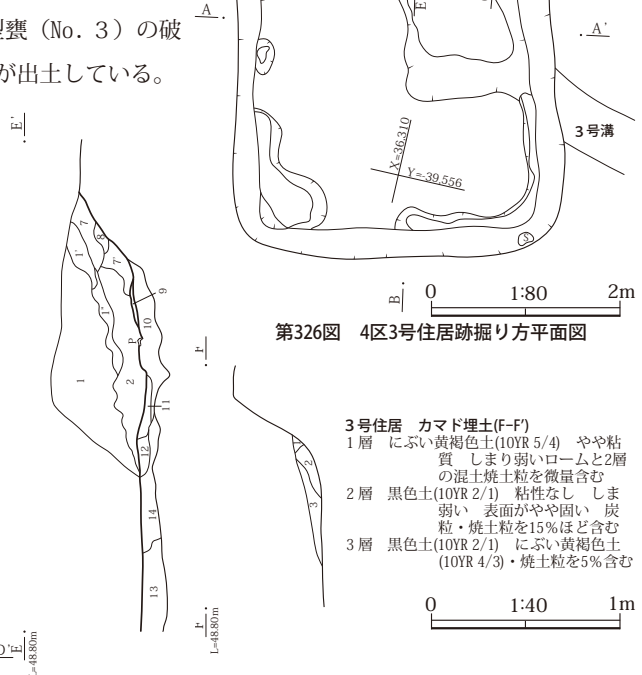 型甕（No. 3）の破
が出土している。
A
A'
E
3号溝
X=36,310
Y=-39,556
S
B
0 1:80 2m
第326図 4区3号住居跡掘り方平面図
E'
7
8
7'
1'
1"
9
10
P
1
2
11
12
14
13
E
L=48.80m
D'
F'
1
2
3
F
L=48.80m
3号住居 カマド埋土(F-F')
1層 にぶい黄褐色土(10YR 5/4) やや粘
質 しまり弱いロームと2層
の混土焼土粒を微量含む
2層 黒色土(10YR 2/1) 粘性なし しま
弱い 表面がやや固い 炭
粒・焼土粒を15%ほど含む
3層 黒色土(10YR 2/1) にぶい黄褐色土
(10YR 4/3)・焼土粒を5%含む
0 1:40 1m